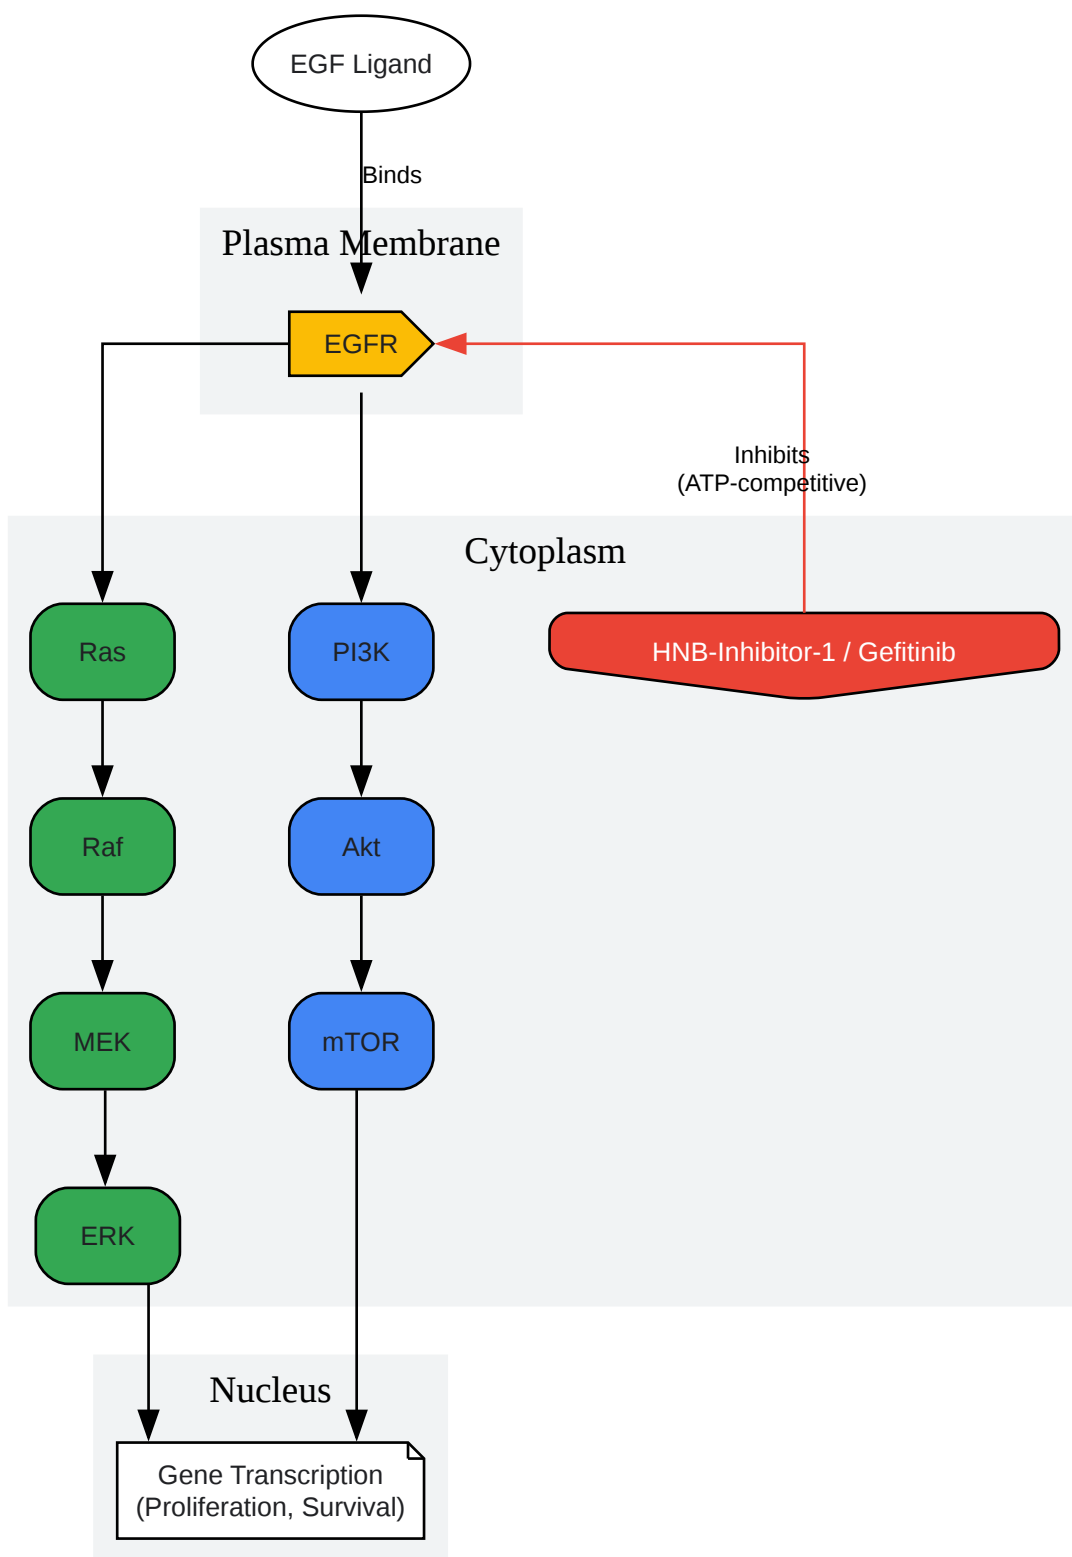 EGF Ligand
Binds
Plasma Membrane
EGFR
Inhibits
(ATP-competitive)
Cytoplasm
Ras
PI3K
HNB-Inhibitor-1 / Gefitinib
Raf
Akt
MEK
mTOR
ERK
Nucleus
Gene Transcription
(Proliferation, Survival)